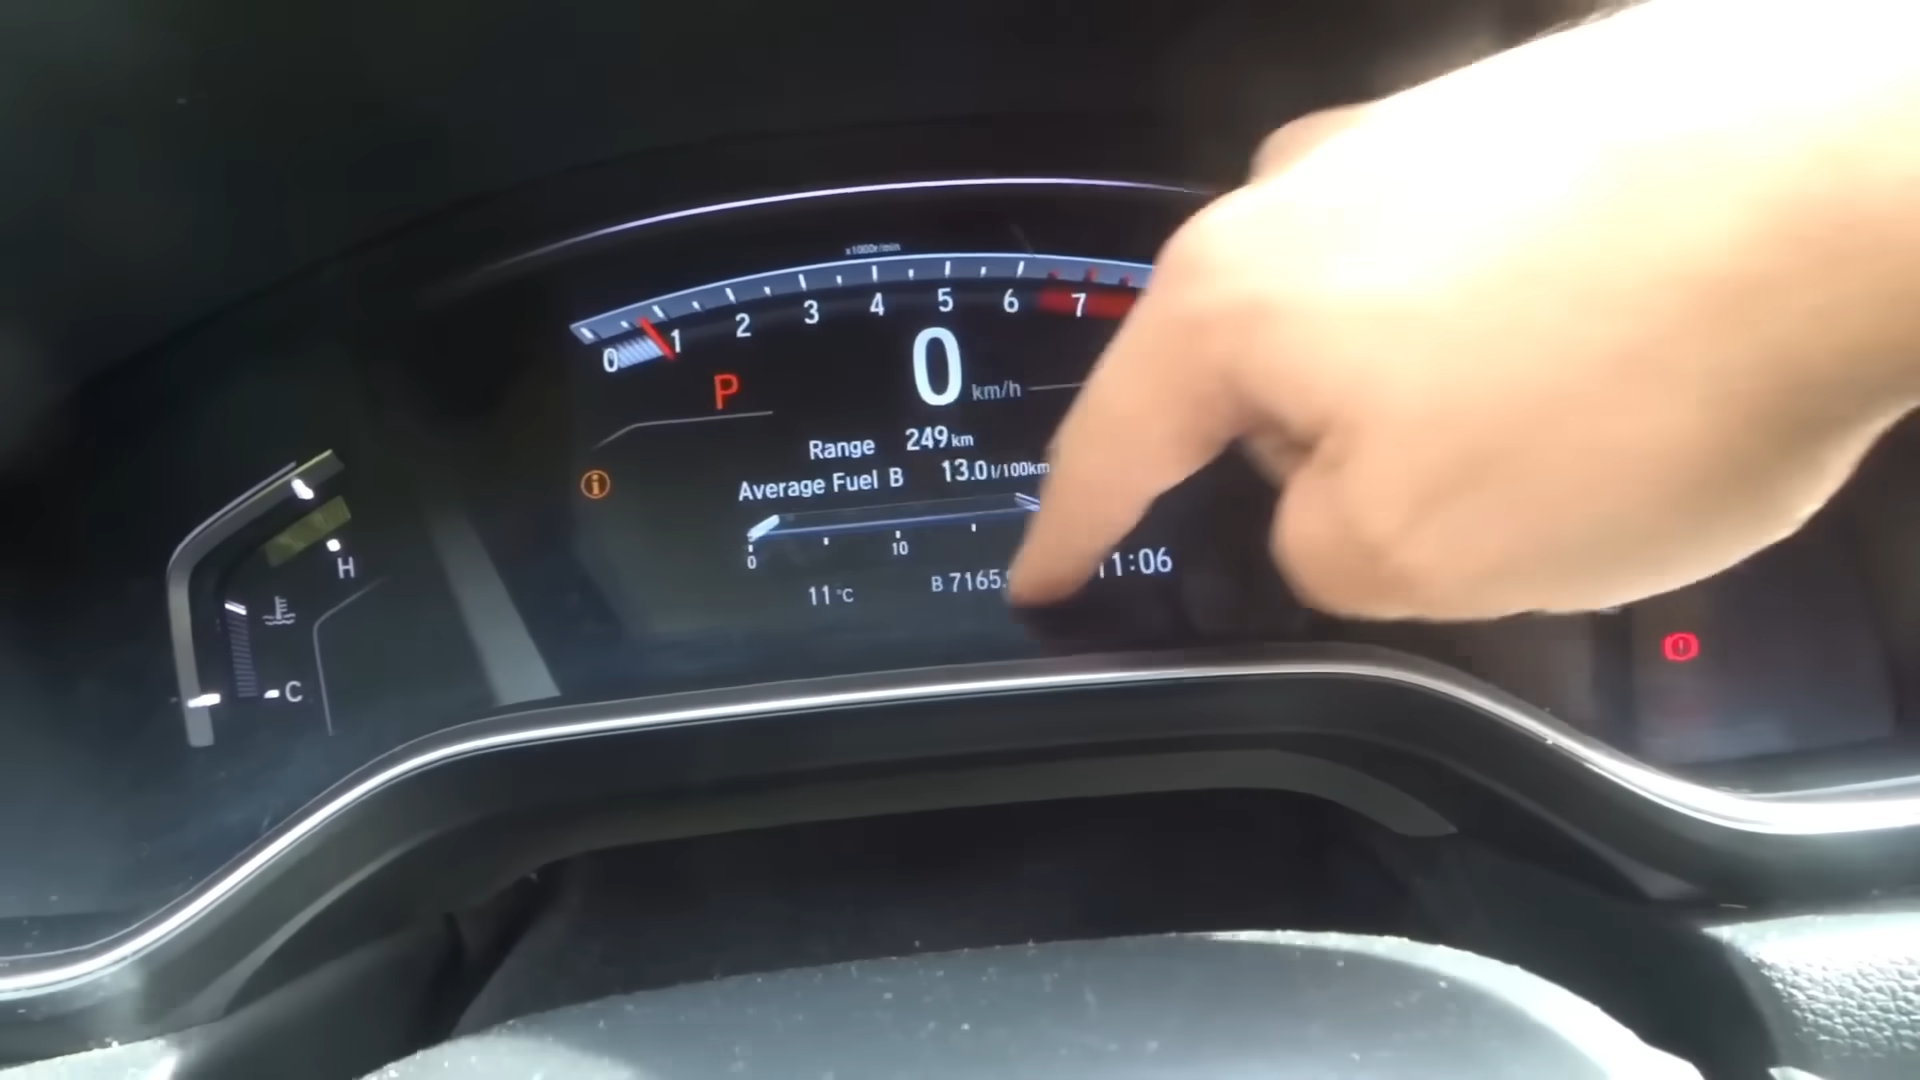 x1000r/min
0 1 2 3 4 5 6 7
P
0 km/h
Range 249 km
Average Fuel B 13.0 l/100km
0 10
H
C
11 °C B 7165. 11:06